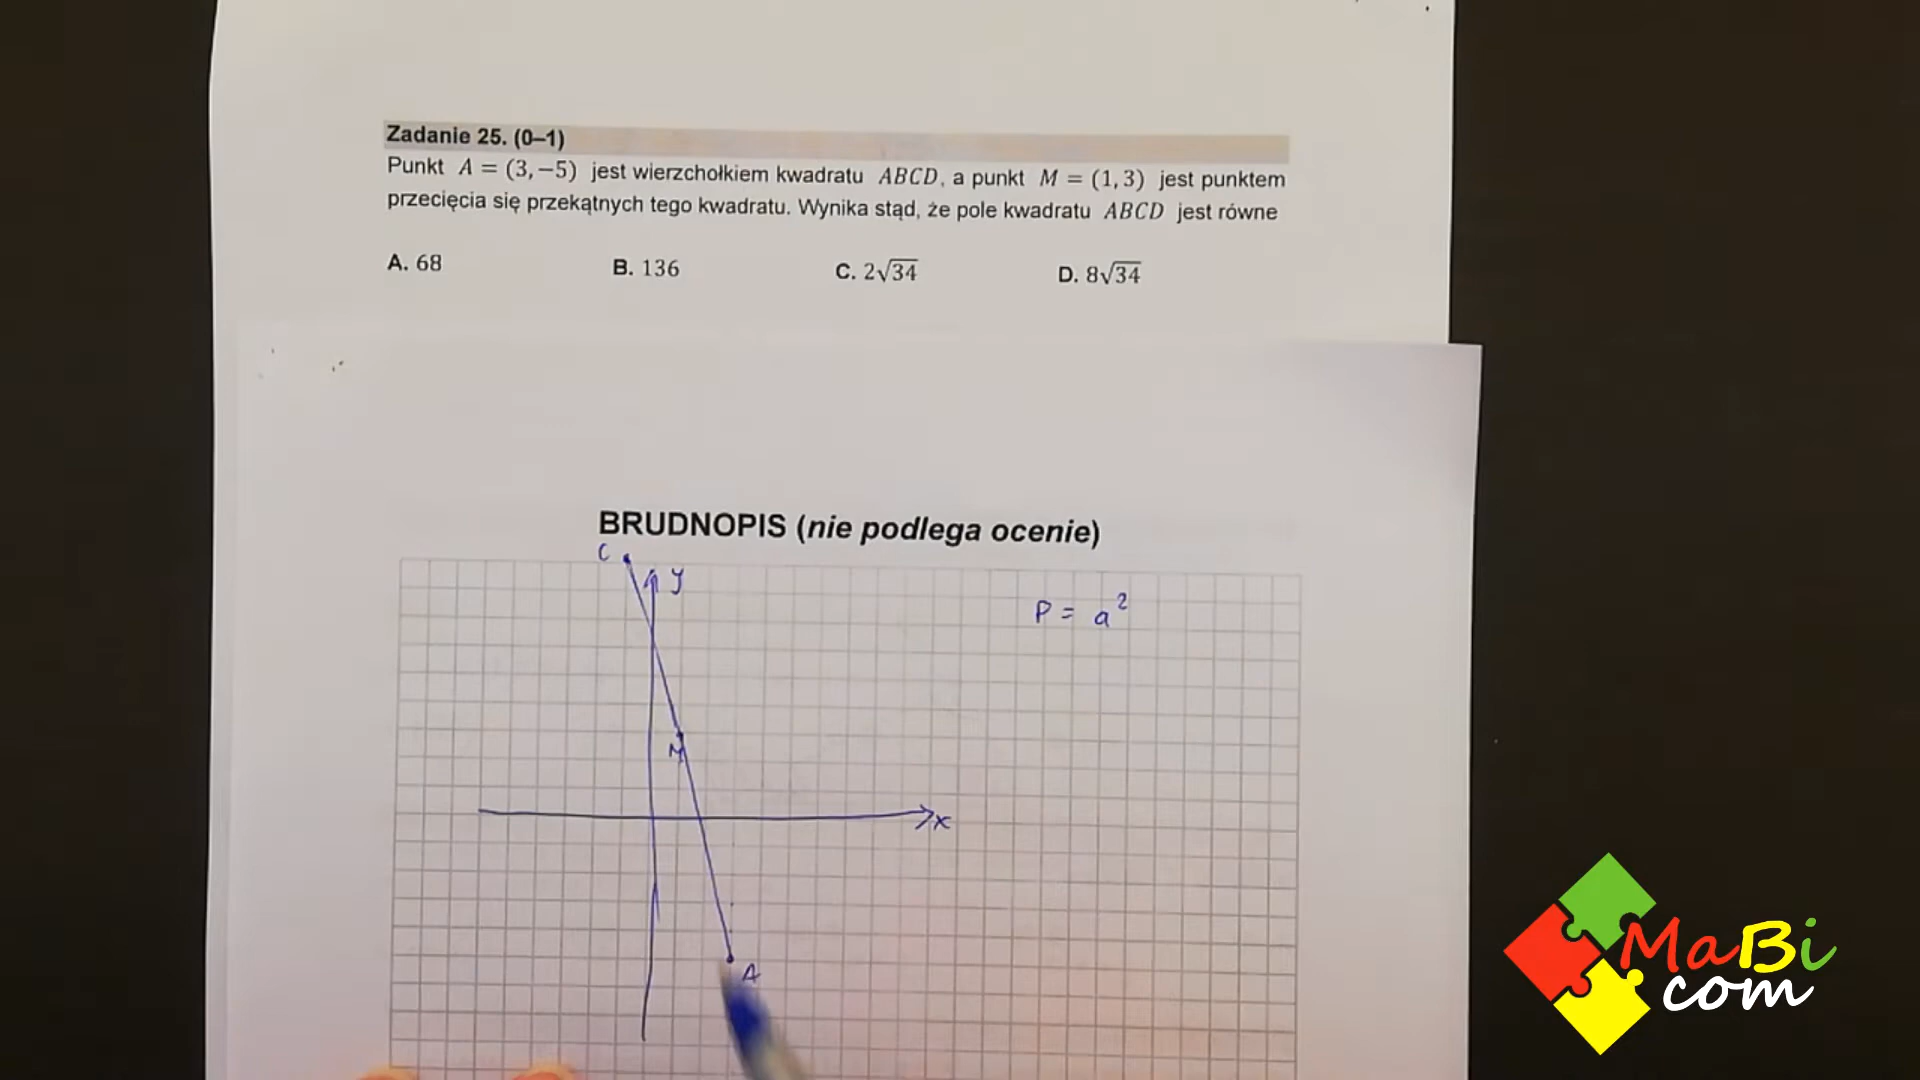 Zadanie 25. (0–1)
Punkt A = (3, −5) jest wierzchołkiem kwadratu ABCD, a punkt M = (1, 3) jest punktem
przecięcia się przekątnych tego kwadratu. Wynika stąd, że pole kwadratu ABCD jest równe
A. 68 B. 136 C. 2√34 D. 8√34
BRUDNOPIS (nie podlega ocenie)
C
y
P = a²
M
x
A
MaBi
com